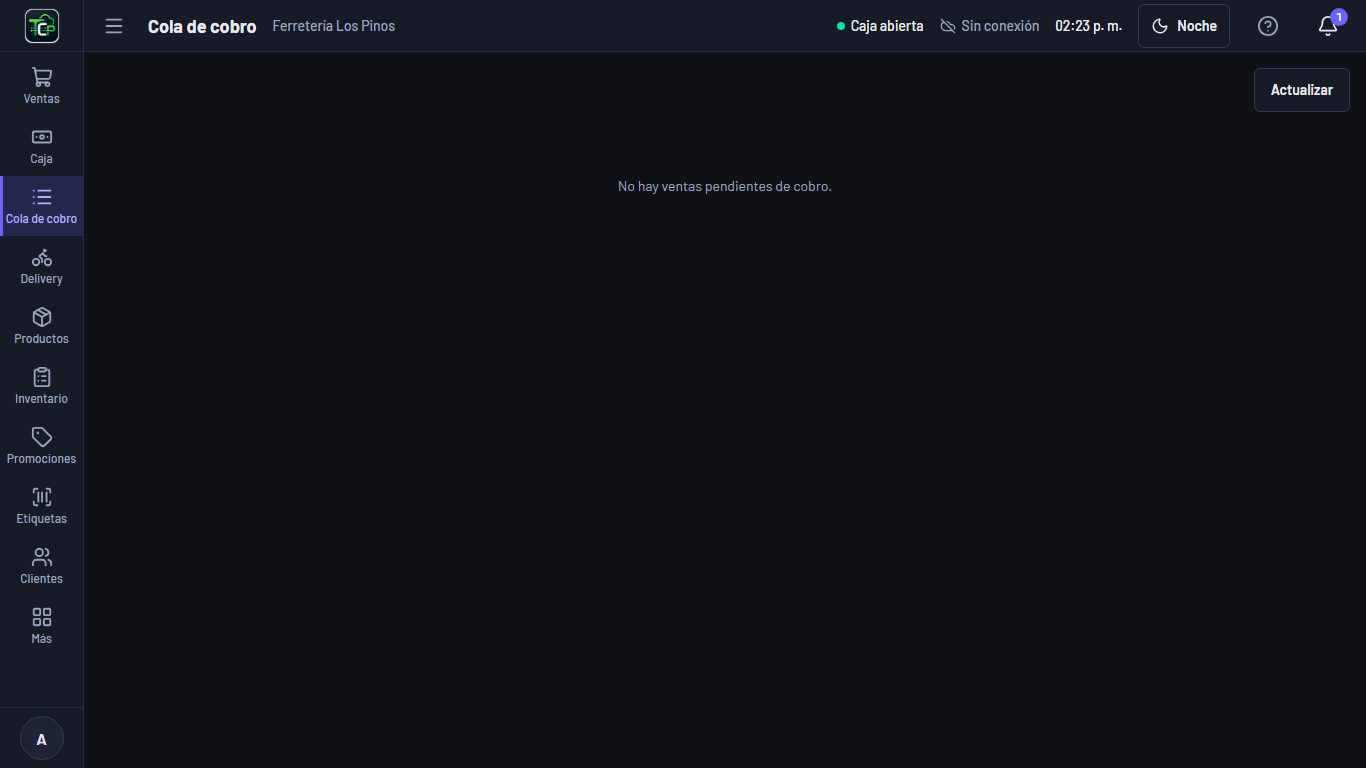 TCP
Cola de cobro
Ferretería Los Pinos
Caja abierta
Sin conexión
02:23 p. m.
Noche
1
Ventas
Caja
Cola de cobro
Delivery
Productos
Inventario
Promociones
Etiquetas
Clientes
Más
A
Actualizar
No hay ventas pendientes de cobro.